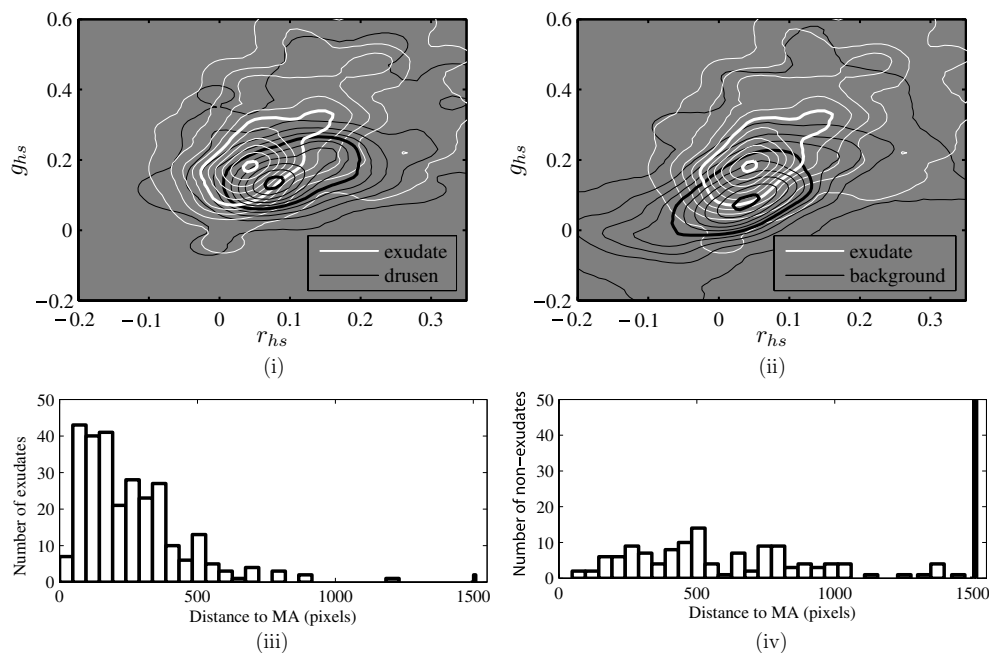 0.6
0.4
0.2
0
−0.2
g_hs
−0.2 −0.1 0 0.1 0.2 0.3
r_hs
exudate
drusen
(i)
0.6
0.4
0.2
0
−0.2
g_hs
−0.2 −0.1 0 0.1 0.2 0.3
r_hs
exudate
background
(ii)
50
40
30
20
10
0
Number of exudates
0 500 1000 1500
Distance to MA (pixels)
(iii)
50
40
30
20
10
0
Number of non−exudates
0 500 1000 1500
Distance to MA (pixels)
(iv)